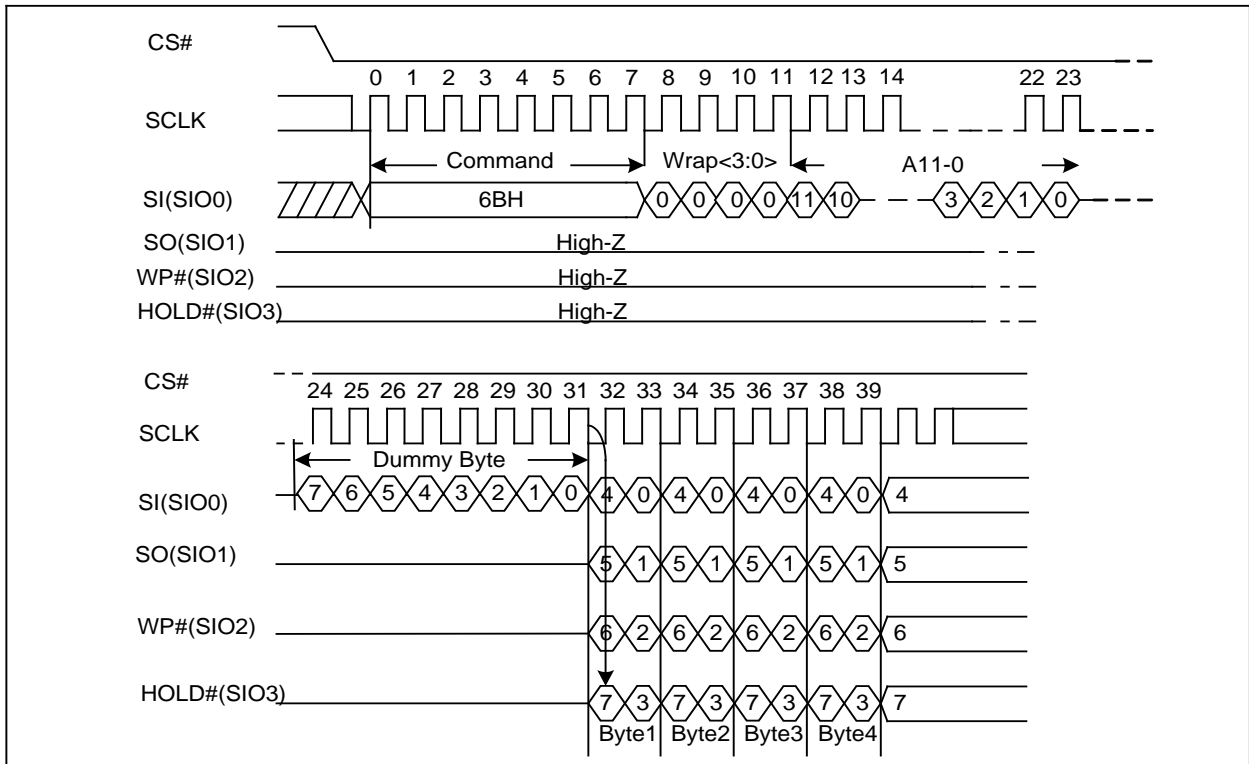 CS#
0 1 2 3 4 5 6 7 8 9 10 11 12 13 14 22 23
SCLK
Command Wrap<3:0> A11-0
SI(SIO0) 6BH 0 0 0 0 11 10 3 2 1 0
SO(SIO1) High-Z
WP#(SIO2) High-Z
HOLD#(SIO3) High-Z
CS#
24 25 26 27 28 29 30 31 32 33 34 35 36 37 38 39
SCLK
Dummy Byte
SI(SIO0) 7 6 5 4 3 2 1 0 4 0 4 0 4 0 4 0 4
SO(SIO1) 5 1 5 1 5 1 5 1 5
WP#(SIO2) 6 2 6 2 6 2 6 2 6
HOLD#(SIO3) 7 3 7 3 7 3 7 3 7
Byte1 Byte2 Byte3 Byte4